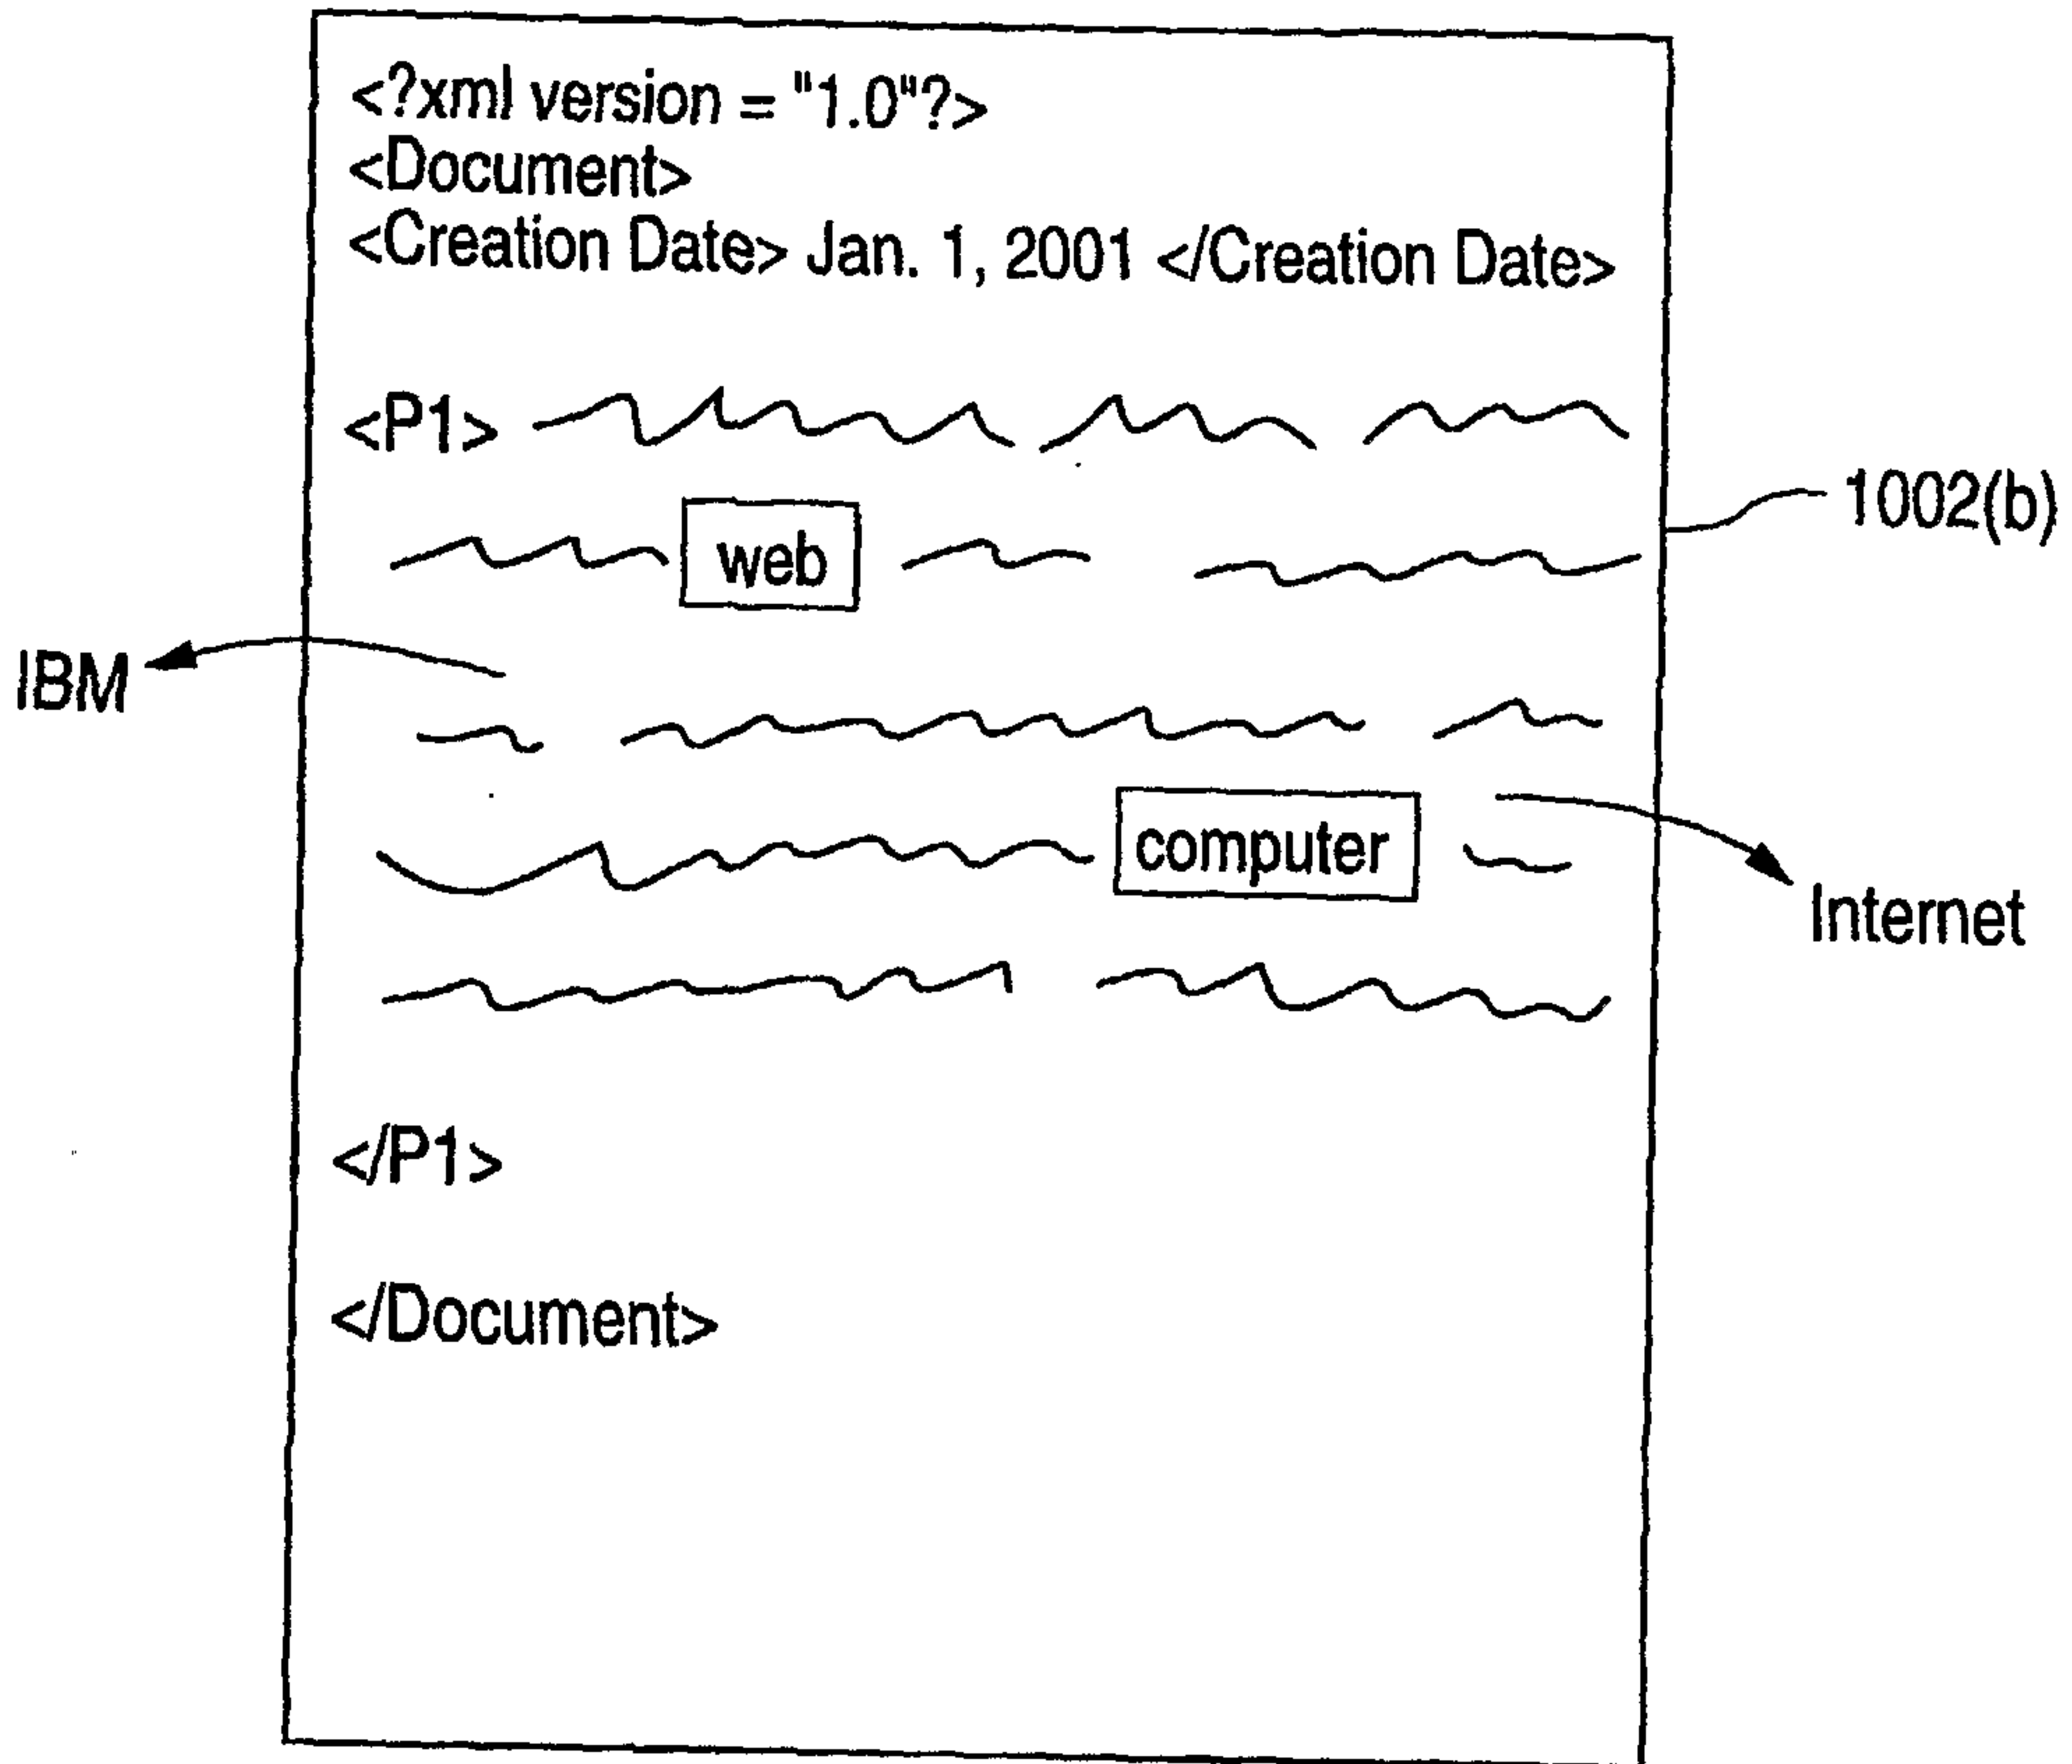 <?xml version = "1.0"?>
<Document>
<Creation Date> Jan. 1, 2001 </Creation Date>
<P1>
1002(b)
web
IBM
computer
Internet
</P1>
</Document>